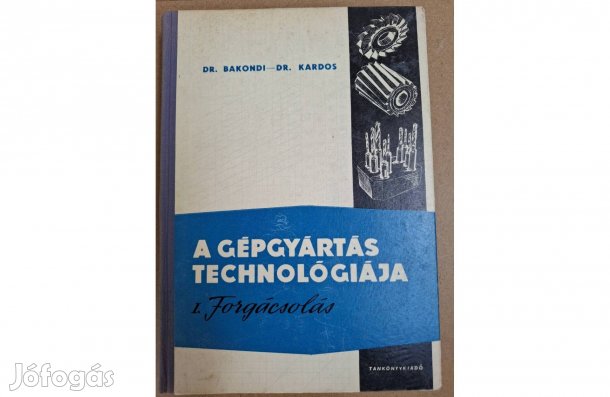 DR. BAKONDI—DR. KARDOS
A GÉPGYÁRTÁS
TECHNOLÓGIÁJA
I. Forgácsolás
TANKÖNYVKIADÓ
Jófogás